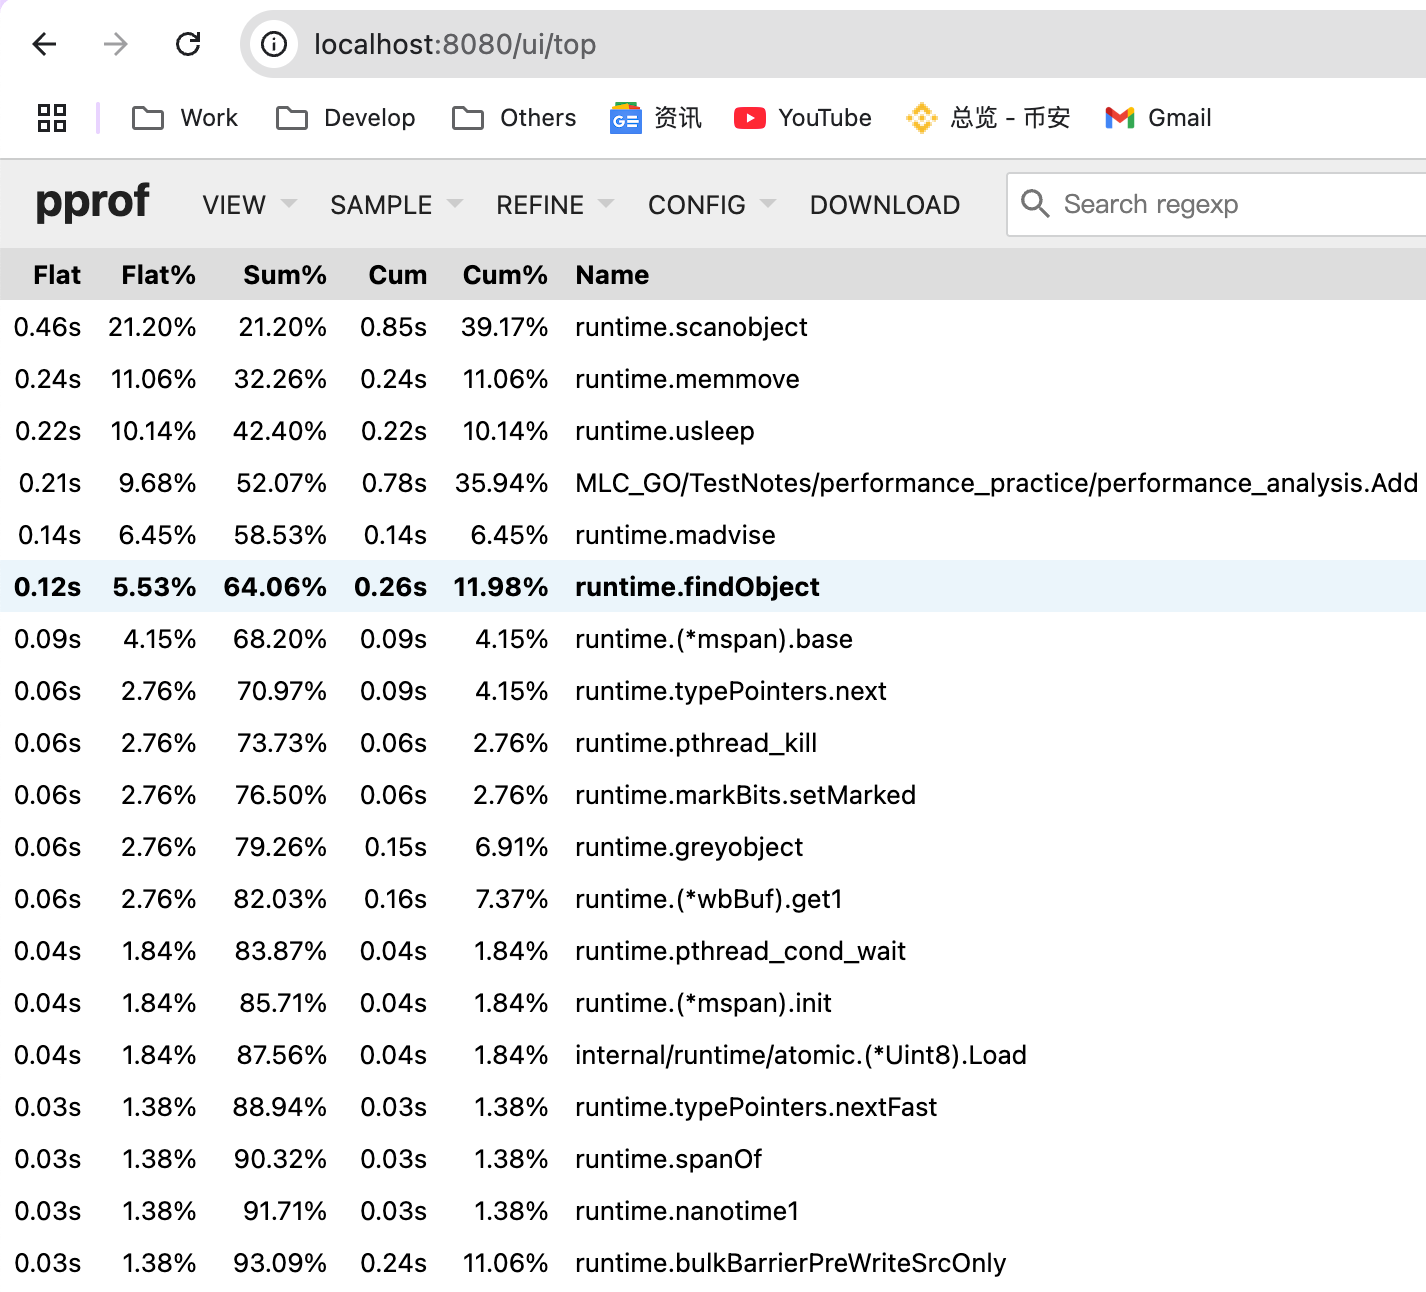 localhost:8080/ui/top
Work Develop Others 资讯 YouTube 总览 - 币安 Gmail
pprof VIEW SAMPLE REFINE CONFIG DOWNLOAD Search regexp
Flat Flat% Sum% Cum Cum% Name
0.46s 21.20% 21.20% 0.85s 39.17% runtime.scanobject
0.24s 11.06% 32.26% 0.24s 11.06% runtime.memmove
0.22s 10.14% 42.40% 0.22s 10.14% runtime.usleep
0.21s 9.68% 52.07% 0.78s 35.94% MLC_GO/TestNotes/performance_practice/performance_analysis.Add
0.14s 6.45% 58.53% 0.14s 6.45% runtime.madvise
0.12s 5.53% 64.06% 0.26s 11.98% runtime.findObject
0.09s 4.15% 68.20% 0.09s 4.15% runtime.(*mspan).base
0.06s 2.76% 70.97% 0.09s 4.15% runtime.typePointers.next
0.06s 2.76% 73.73% 0.06s 2.76% runtime.pthread_kill
0.06s 2.76% 76.50% 0.06s 2.76% runtime.markBits.setMarked
0.06s 2.76% 79.26% 0.15s 6.91% runtime.greyobject
0.06s 2.76% 82.03% 0.16s 7.37% runtime.(*wbBuf).get1
0.04s 1.84% 83.87% 0.04s 1.84% runtime.pthread_cond_wait
0.04s 1.84% 85.71% 0.04s 1.84% runtime.(*mspan).init
0.04s 1.84% 87.56% 0.04s 1.84% internal/runtime/atomic.(*Uint8).Load
0.03s 1.38% 88.94% 0.03s 1.38% runtime.typePointers.nextFast
0.03s 1.38% 90.32% 0.03s 1.38% runtime.spanOf
0.03s 1.38% 91.71% 0.03s 1.38% runtime.nanotime1
0.03s 1.38% 93.09% 0.24s 11.06% runtime.bulkBarrierPreWriteSrcOnly